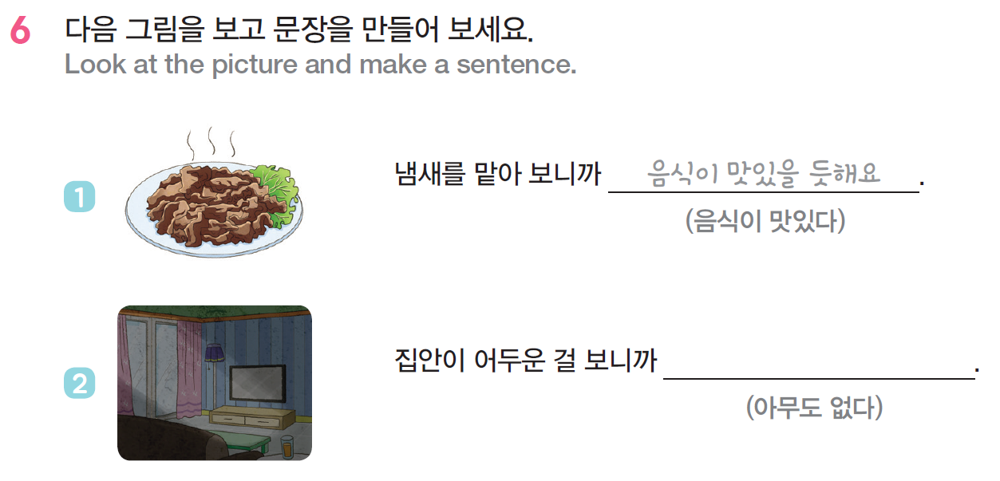 6 다음 그림을 보고 문장을 만들어 보세요.
Look at the picture and make a sentence.
1 냄새를 맡아 보니까 음식이 맛있을 듯해요.
(음식이 맛있다)
2 집안이 어두운 걸 보니까 .
(아무도 없다)